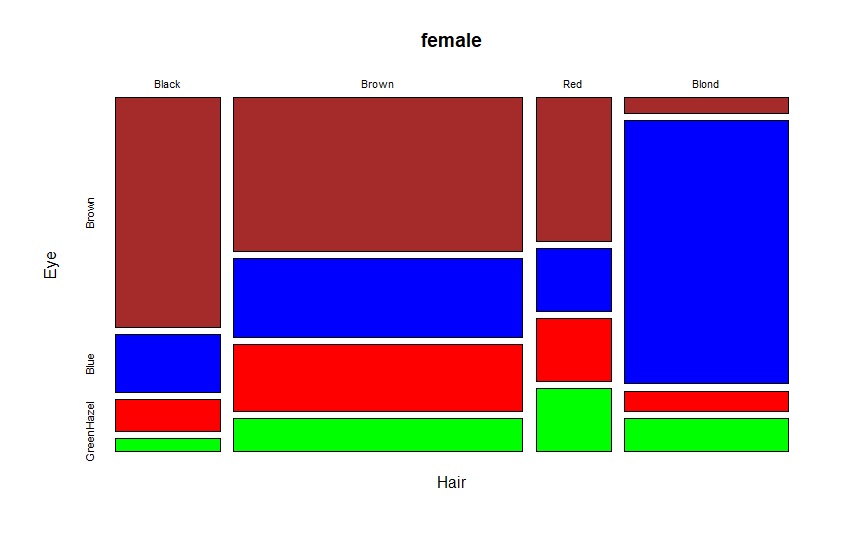 female
Black Brown Red Blond
Brown
Blue
Hazel
Green
Eye
Hair